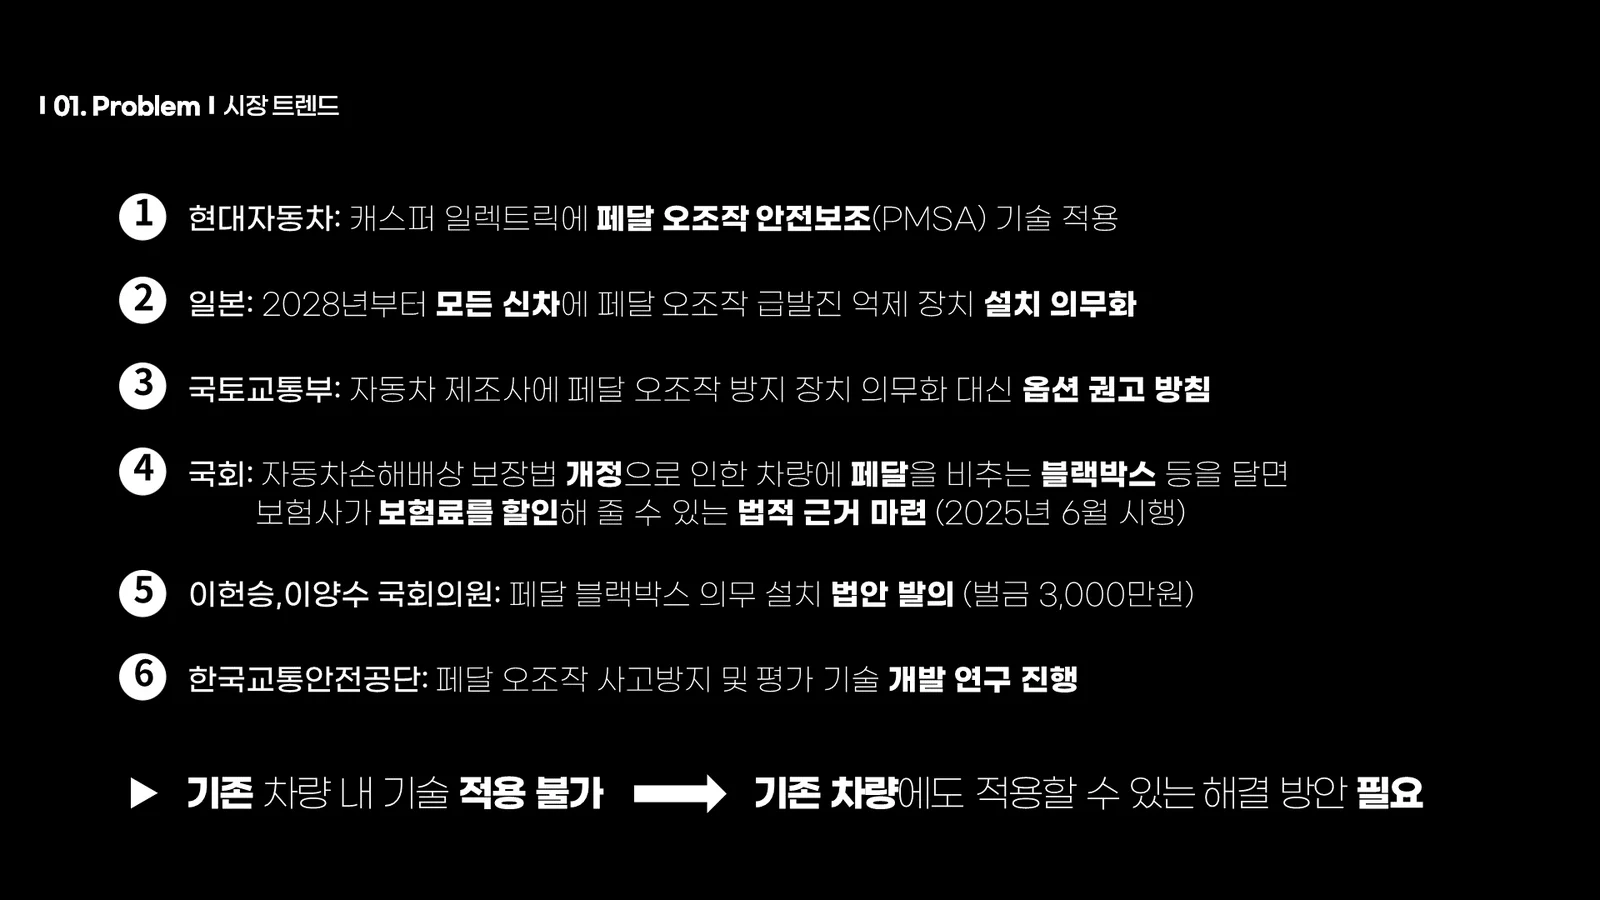 | 01. Problem | 시장 트렌드
1 현대자동차: 캐스퍼 일렉트릭에 페달 오조작 안전보조(PMSA) 기술 적용
2 일본: 2028년부터 모든 신차에 페달 오조작 급발진 억제 장치 설치 의무화
3 국토교통부: 자동차 제조사에 페달 오조작 방지 장치 의무화 대신 옵션 권고 방침
4 국회: 자동차손해배상 보장법 개정으로 인한 차량에 페달을 비추는 블랙박스 등을 달면
보험사가 보험료를 할인해 줄 수 있는 법적 근거 마련 (2025년 6월 시행)
5 이헌승,이양수 국회의원: 페달 블랙박스 의무 설치 법안 발의 (벌금 3,000만원)
6 한국교통안전공단: 페달 오조작 사고방지 및 평가 기술 개발 연구 진행
▶ 기존 차량 내 기술 적용 불가 → 기존 차량에도 적용할 수 있는 해결 방안 필요